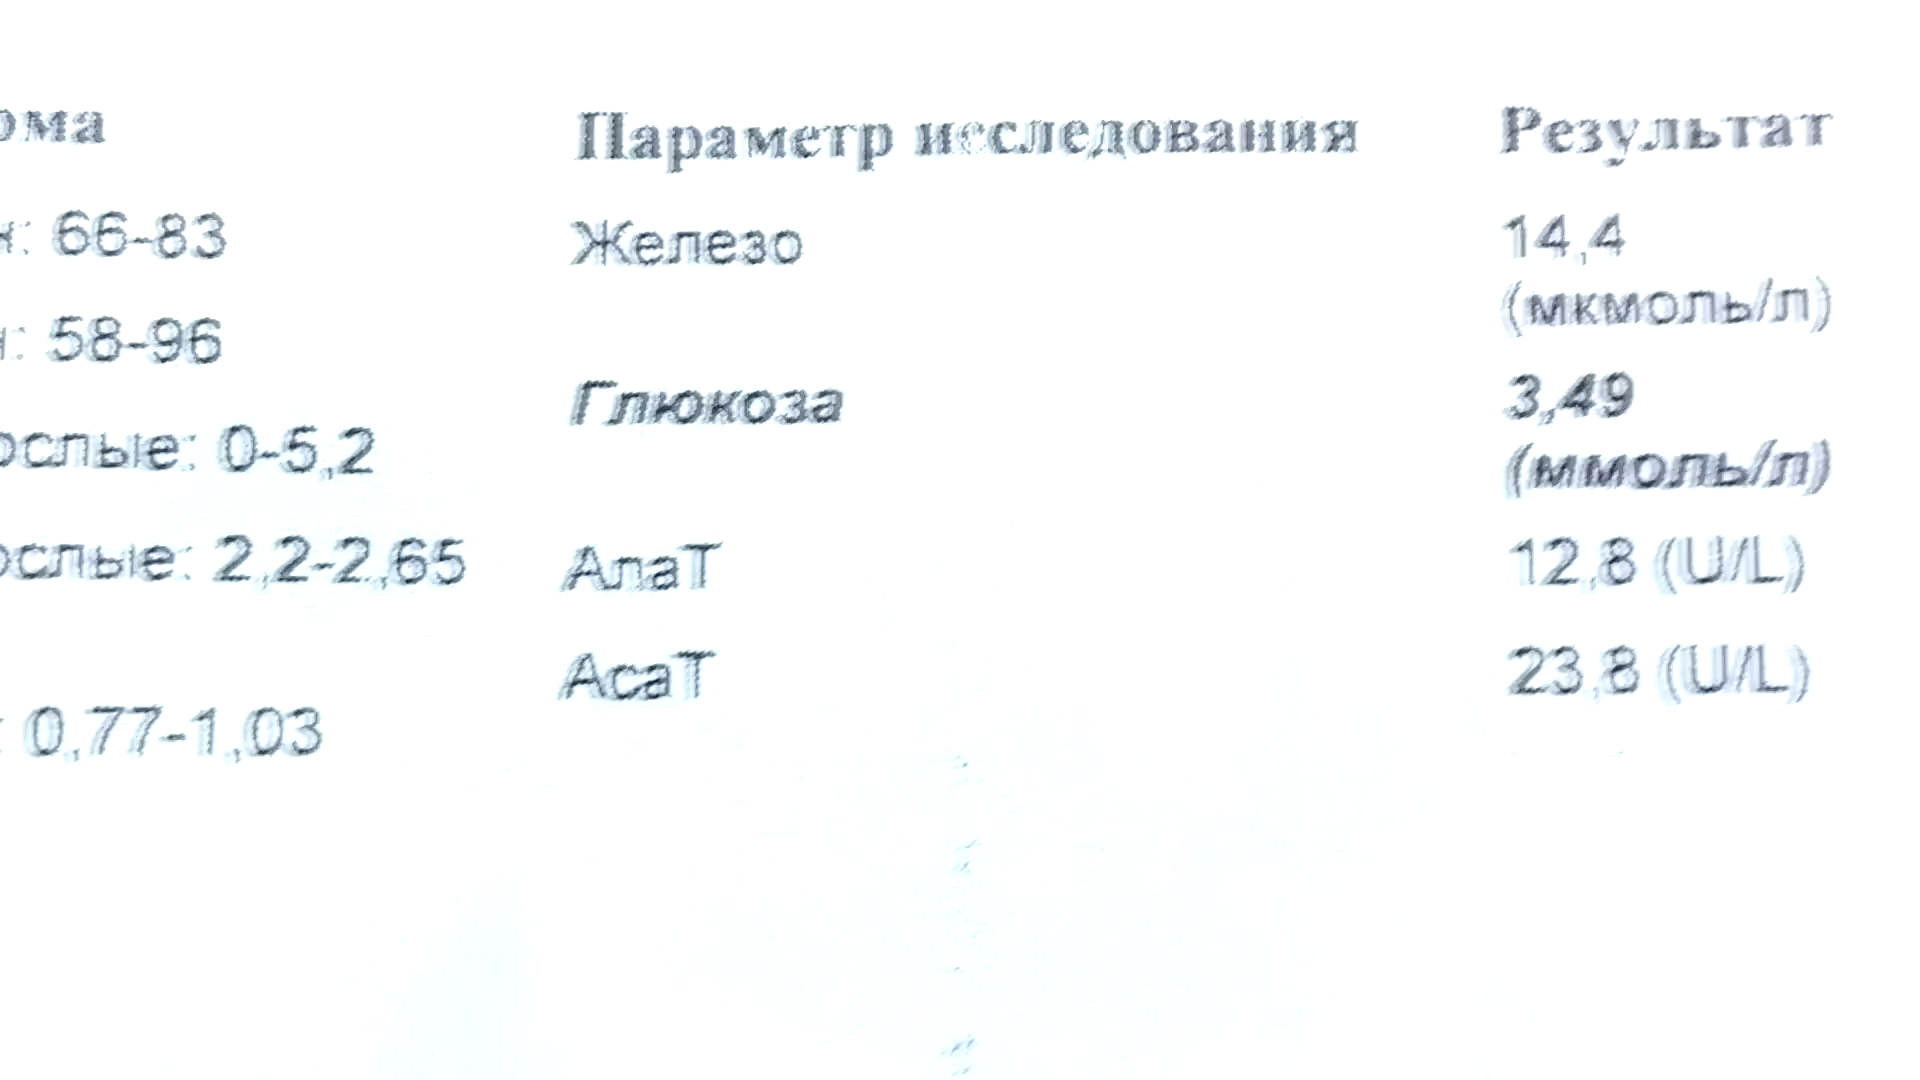 ома Параметр исследования Результат
н: 66-83 Железо 14,4
(мкмоль/л)
н: 58-96
Глюкоза 3,49
ослые: 0-5,2 (ммоль/л)
ослые: 2,2-2,65 АлаТ 12,8 (U/L)
АсаТ 23,8 (U/L)
: 0,77-1,03